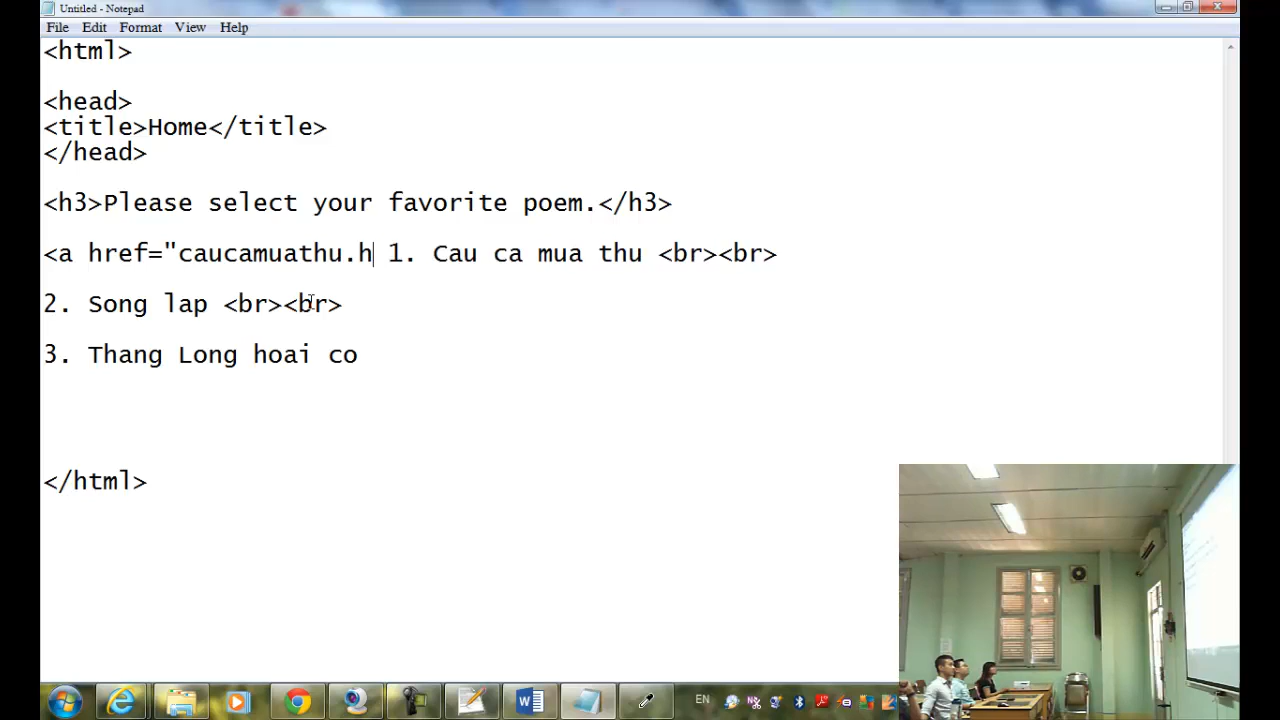 Untitled - Notepad
File Edit Format View Help
<html>
<head>
<title>Home</title>
</head>
<h3>Please select your favorite poem.</h3>
<a href="caucamuathu.h 1. Cau ca mua thu <br><br>
2. Song lap <br><br>
3. Thang Long hoai co
</html>
EN